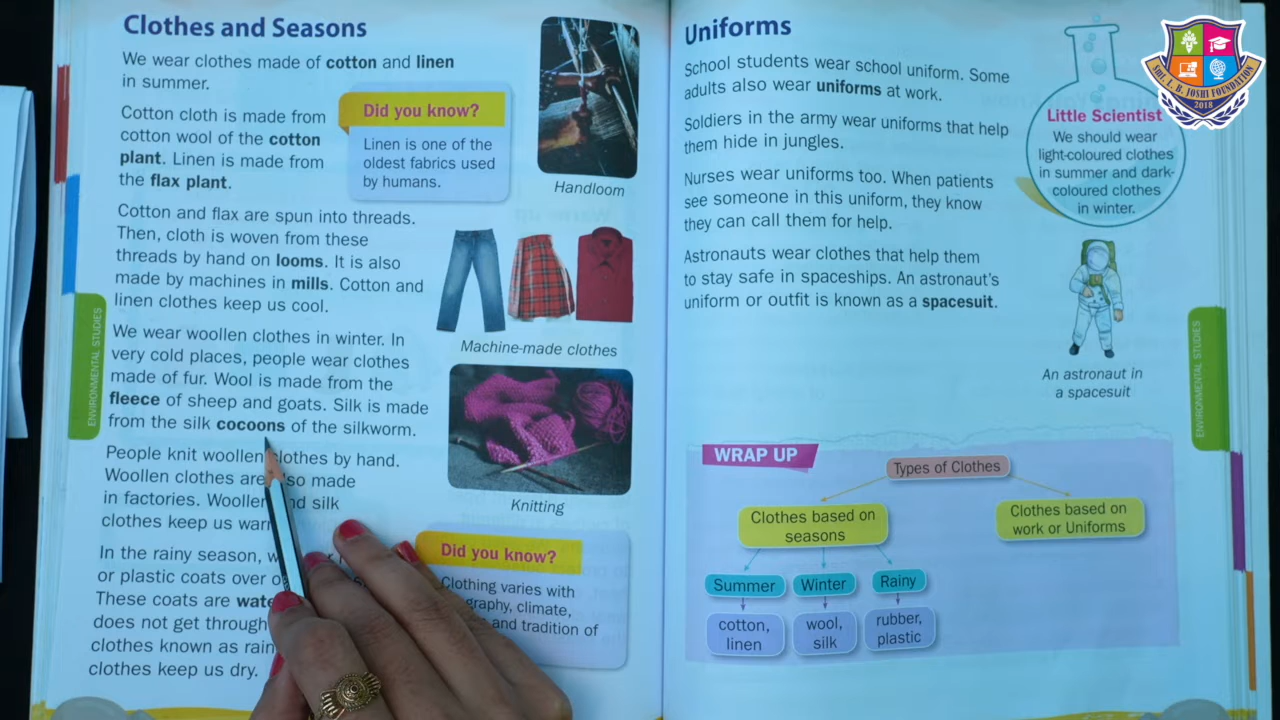 Clothes and Seasons
We wear clothes made of cotton and linen
in summer.
Cotton cloth is made from
cotton wool of the cotton
plant. Linen is made from
the flax plant.
Did you know?
Linen is one of the
oldest fabrics used
by humans.
Handloom
Cotton and flax are spun into threads.
Then, cloth is woven from these
threads by hand on looms. It is also
made by machines in mills. Cotton and
linen clothes keep us cool.
Machine-made clothes
We wear woollen clothes in winter. In
very cold places, people wear clothes
made of fur. Wool is made from the
fleece of sheep and goats. Silk is made
from the silk cocoons of the silkworm.
People knit woollen clothes by hand.
Woollen clothes are also made
in factories. Woollen and silk
clothes keep us warm
Knitting
In the rainy season, w
or plastic coats over o
These coats are wate
does not get through
clothes known as rain
clothes keep us dry.
Did you know?
Clothing varies with
graphy, climate,
and tradition of
ENVIRONMENTAL STUDIES
Uniforms
School students wear school uniform. Some
adults also wear uniforms at work.
Soldiers in the army wear uniforms that help
them hide in jungles.
Nurses wear uniforms too. When patients
see someone in this uniform, they know
they can call them for help.
Astronauts wear clothes that help them
to stay safe in spaceships. An astronaut's
uniform or outfit is known as a spacesuit.
Little Scientist
We should wear
light-coloured clothes
in summer and dark-
coloured clothes
in winter.
An astronaut in
a spacesuit
WRAP UP
Types of Clothes
Clothes based on
seasons
Clothes based on
work or Uniforms
Summer
Winter
Rainy
cotton,
linen
wool,
silk
rubber,
plastic
ENVIRONMENTAL STUDIES
SMT. L. B. JOSHI FOUNDATION
2018